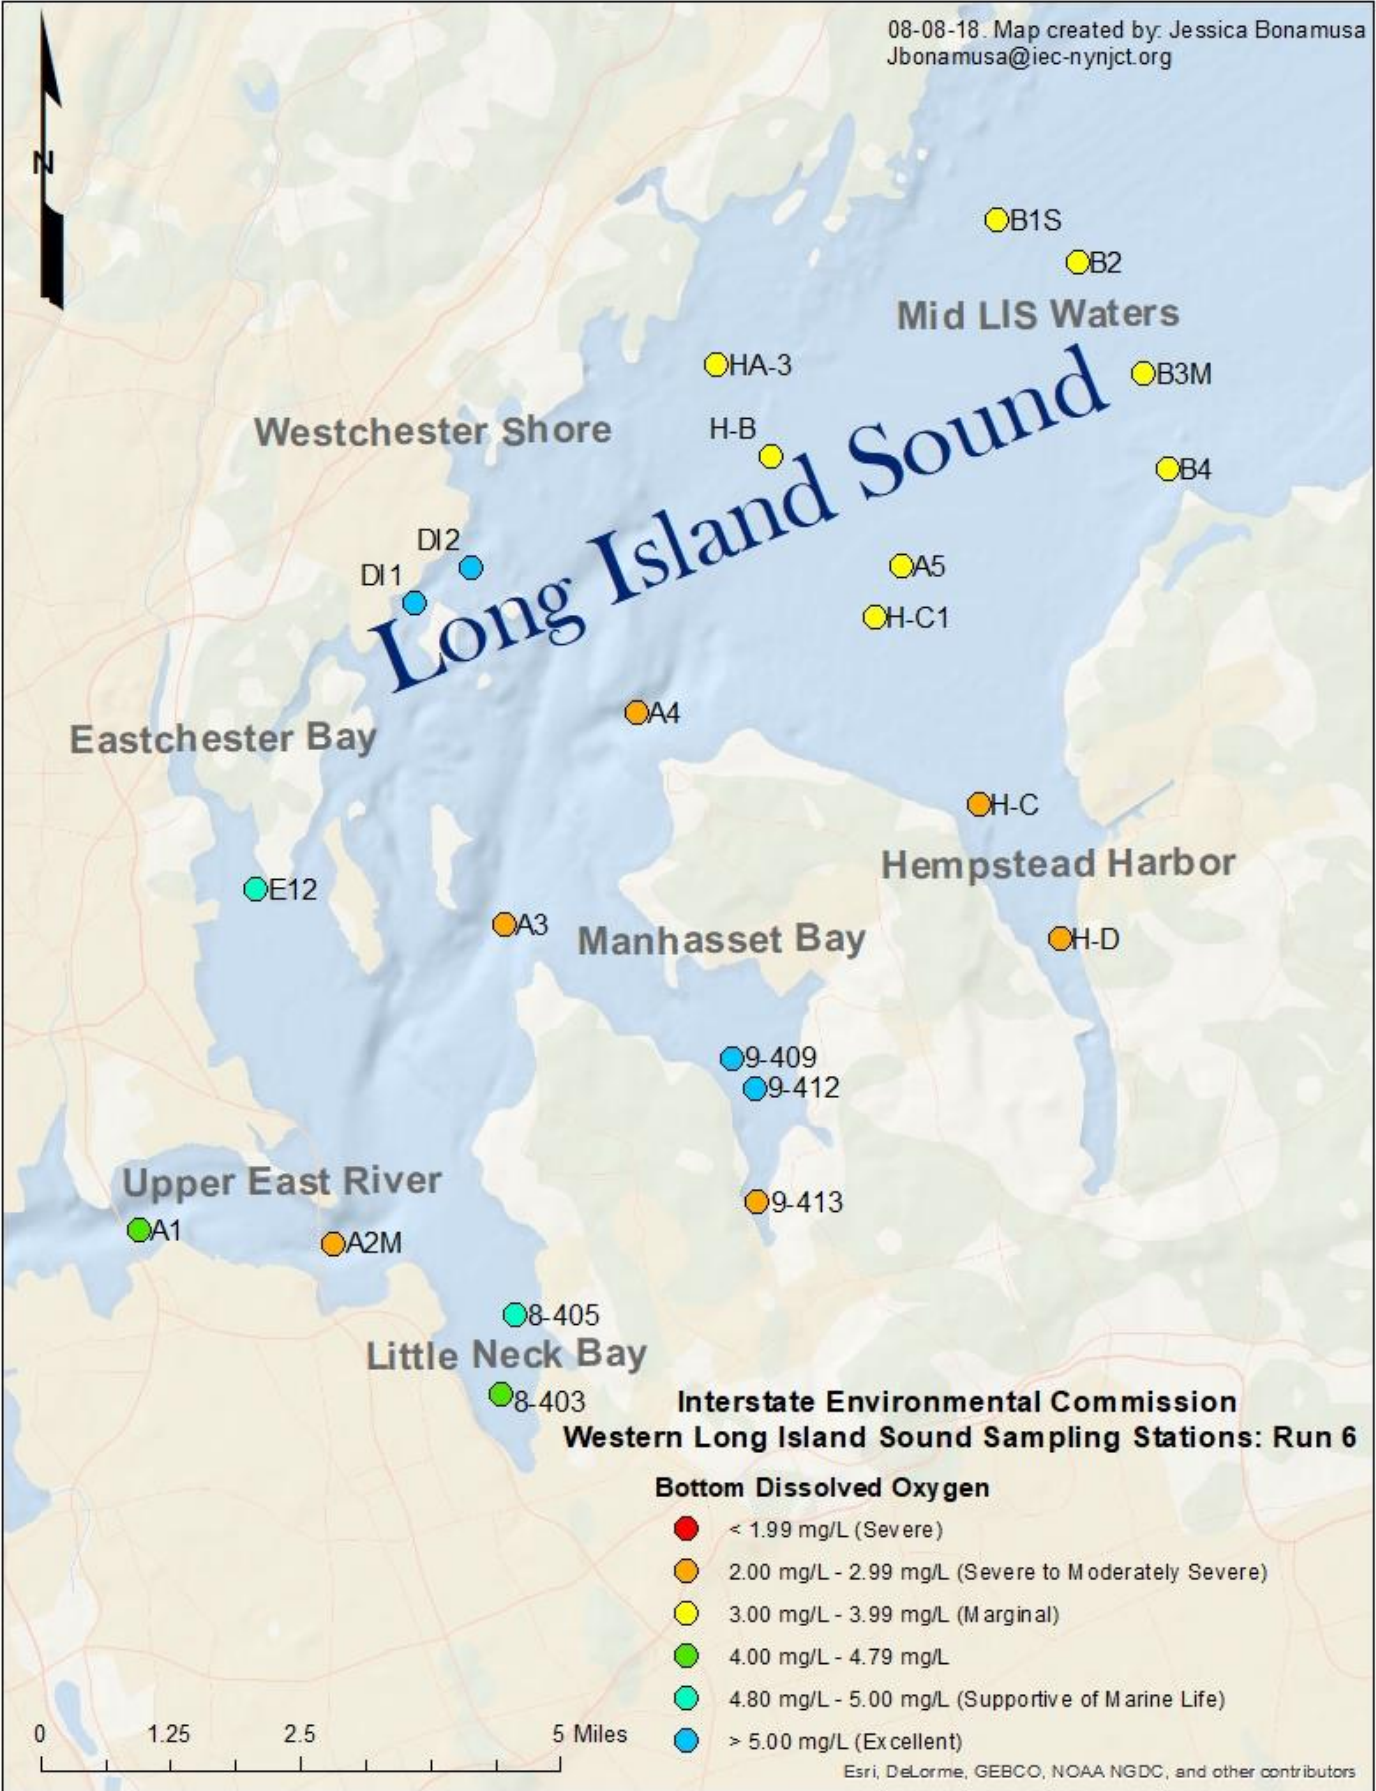 08-08-18. Map created by: Jessica Bonamusa
Jbonamusa@iec-nynjct.org
N
B1S
B2
Mid LIS Waters
HA-3
B3M
Westchester Shore
H-B
B4
Long Island Sound
DI2
DI1
A5
H-C1
A4
Eastchester Bay
H-C
Hempstead Harbor
E12
A3
Manhasset Bay
H-D
9-409
9-412
Upper East River
9-413
A1
A2M
8-405
Little Neck Bay
8-403
Interstate Environmental Commission
Western Long Island Sound Sampling Stations: Run 6
Bottom Dissolved Oxygen
< 1.99 mg/L (Severe)
2.00 mg/L - 2.99 mg/L (Severe to Moderately Severe)
3.00 mg/L - 3.99 mg/L (Marginal)
4.00 mg/L - 4.79 mg/L
4.80 mg/L - 5.00 mg/L (Supportive of Marine Life)
> 5.00 mg/L (Excellent)
0 1.25 2.5 5 Miles
Esri, DeLorme, GEBCO, NOAA NGDC, and other contributors